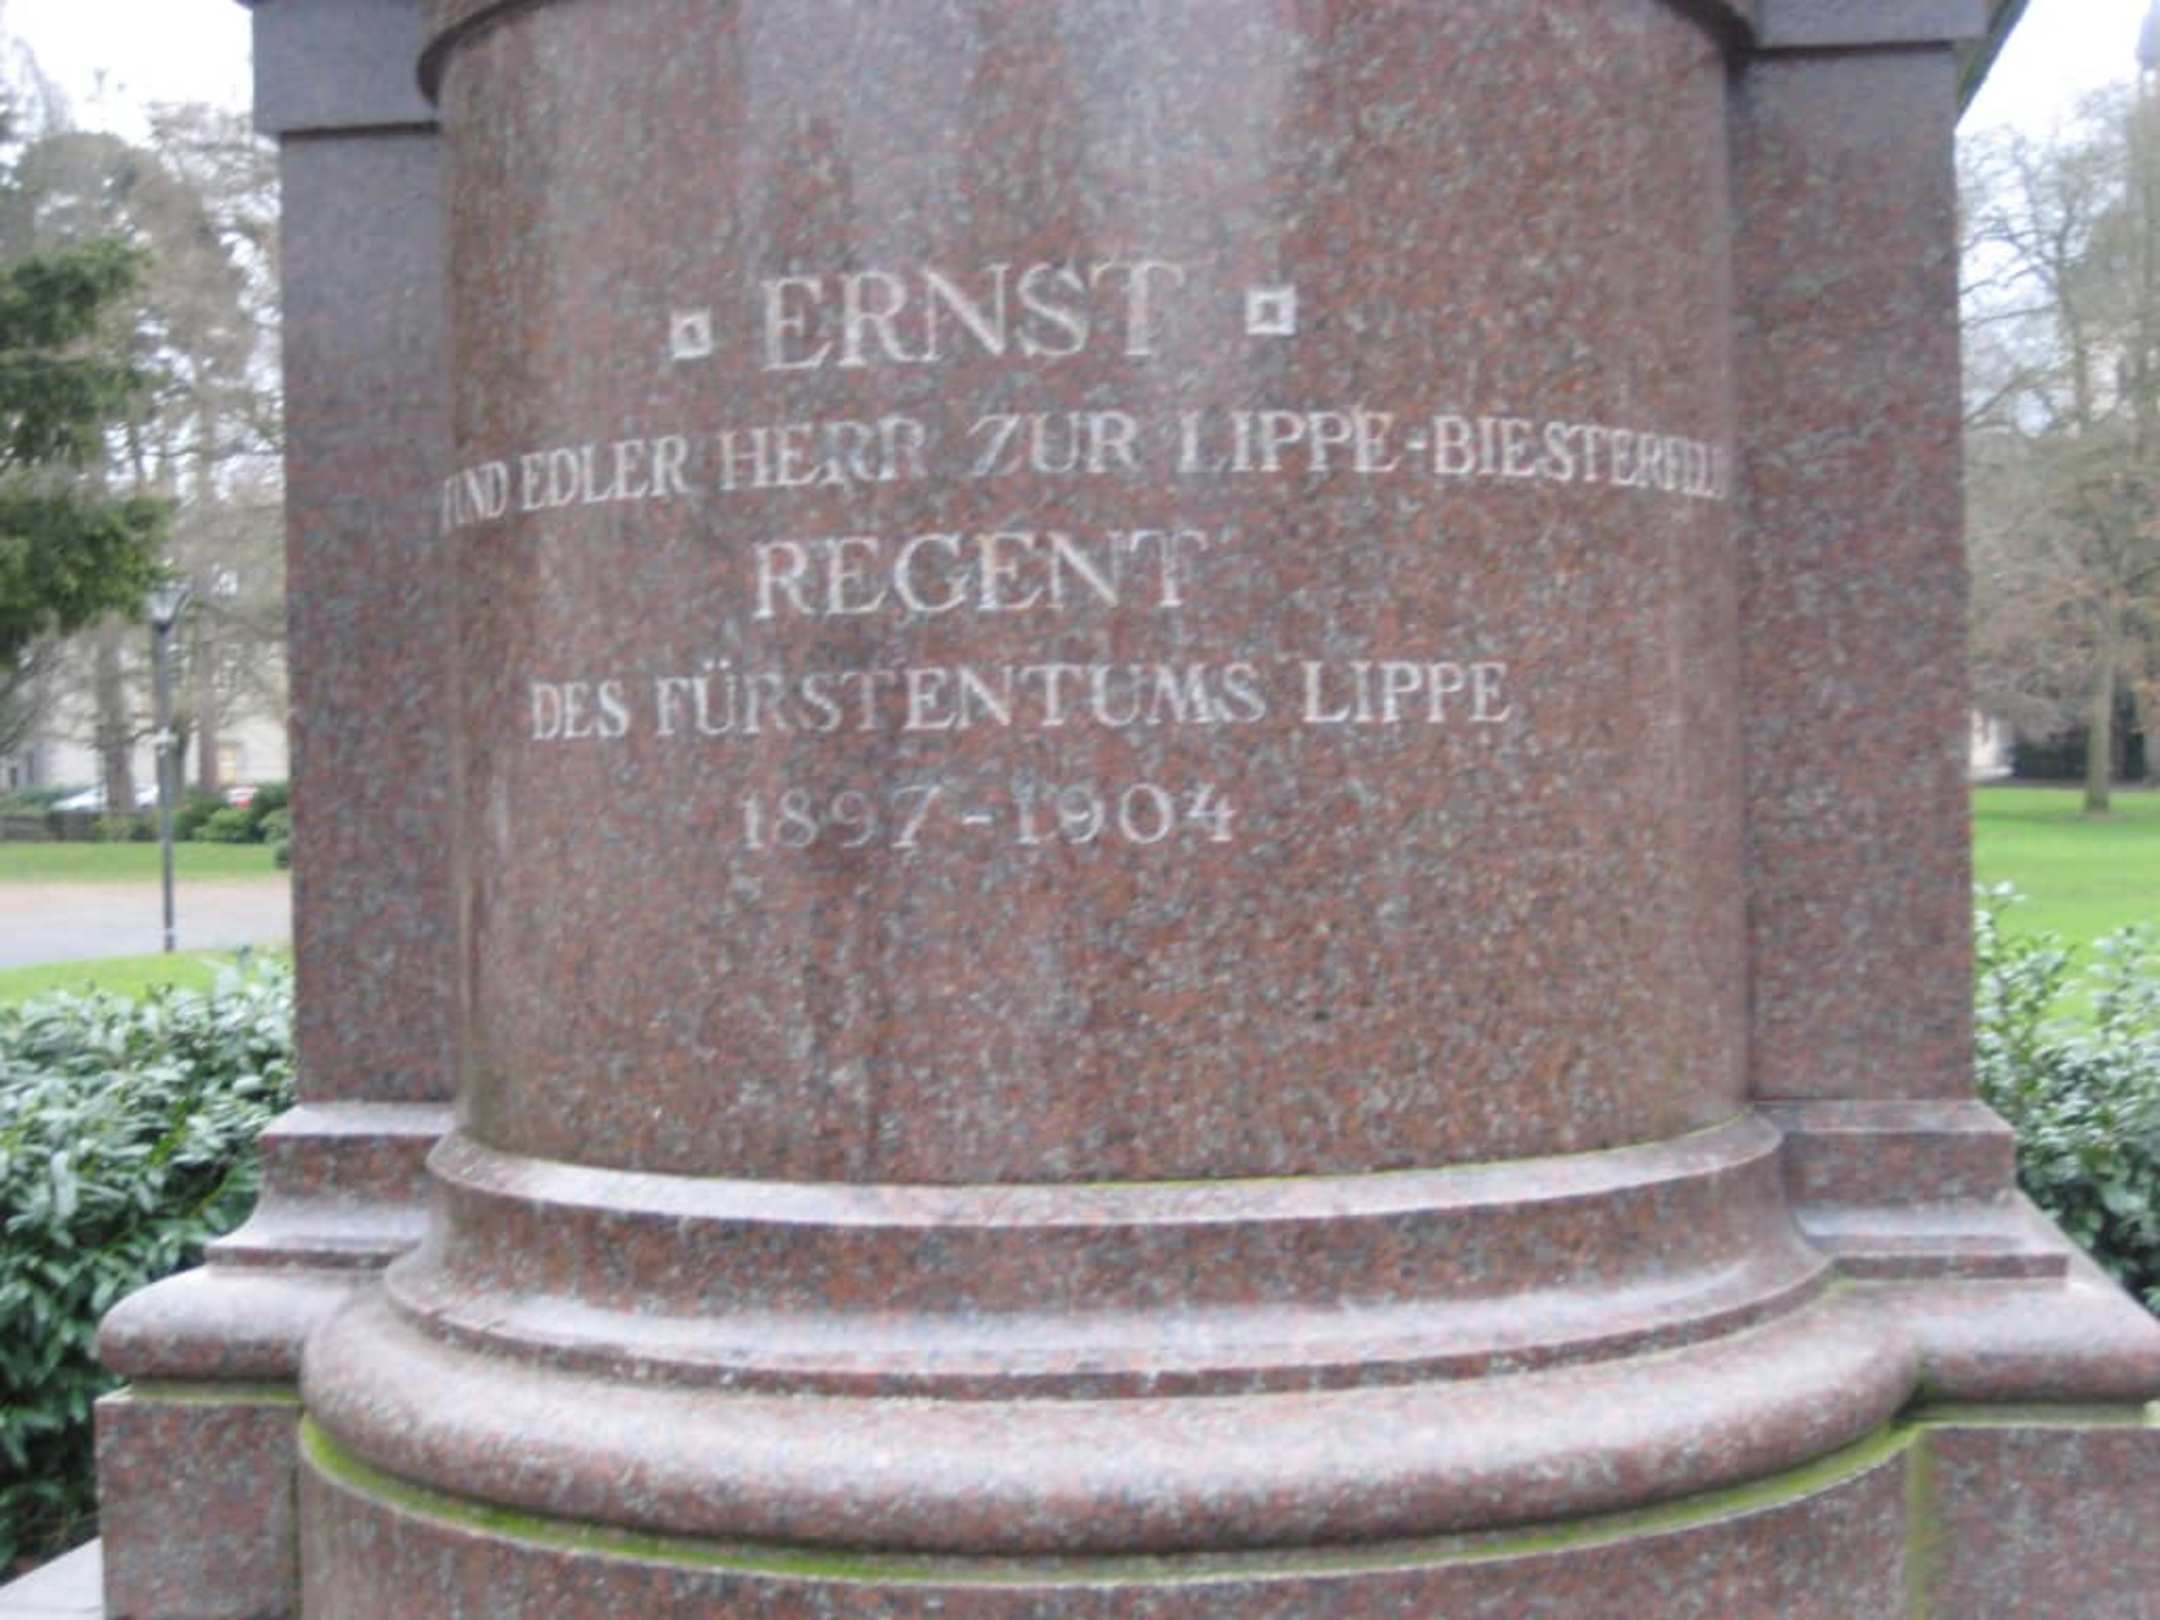 ERNST
UND EDLER HERR ZUR LIPPE-BIESTERFELD
REGENT
DES FÜRSTENTUMS LIPPE
1897-1904